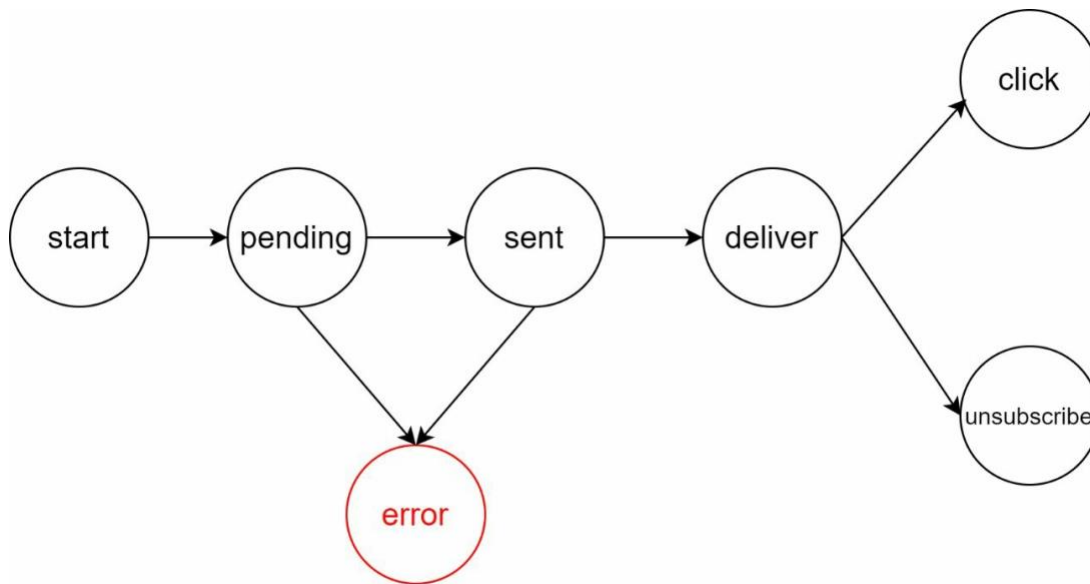 click
start
pending
sent
deliver
unsubscribe
error